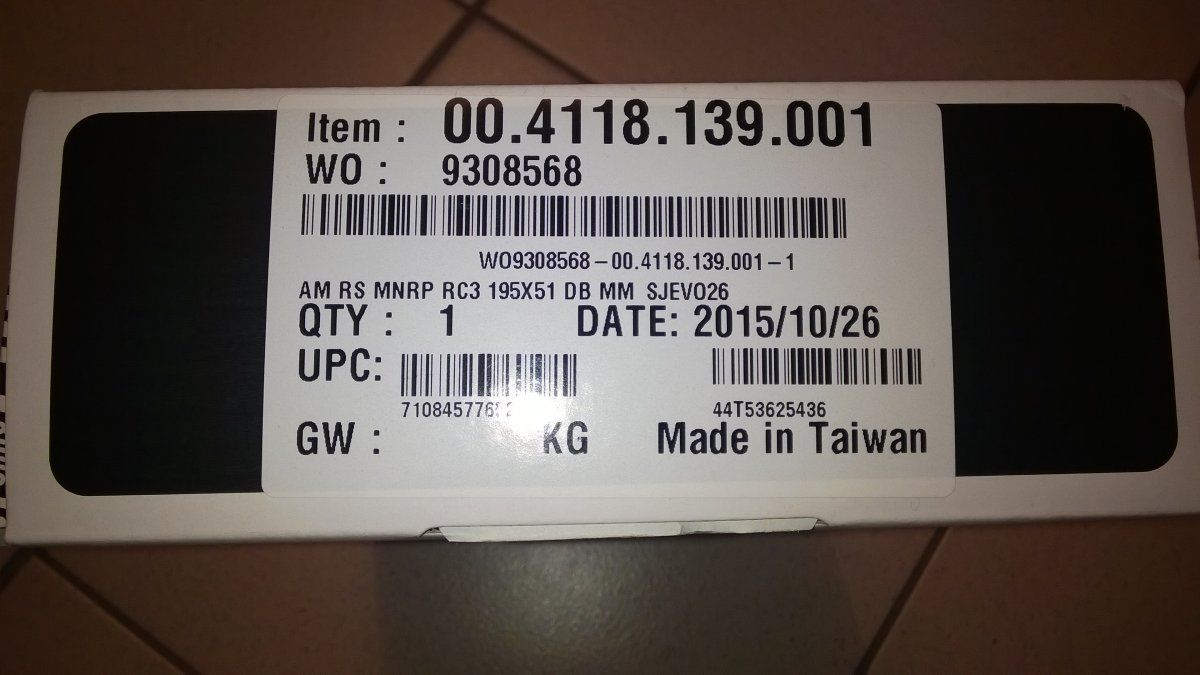 Item : 00.4118.139.001
WO : 9308568
WO9308568-00.4118.139.001-1
AM RS MNRP RC3 195X51 DB MM SJEVO26
QTY : 1 DATE: 2015/10/26
UPC:
44T53625436
GW : KG Made in Taiwan